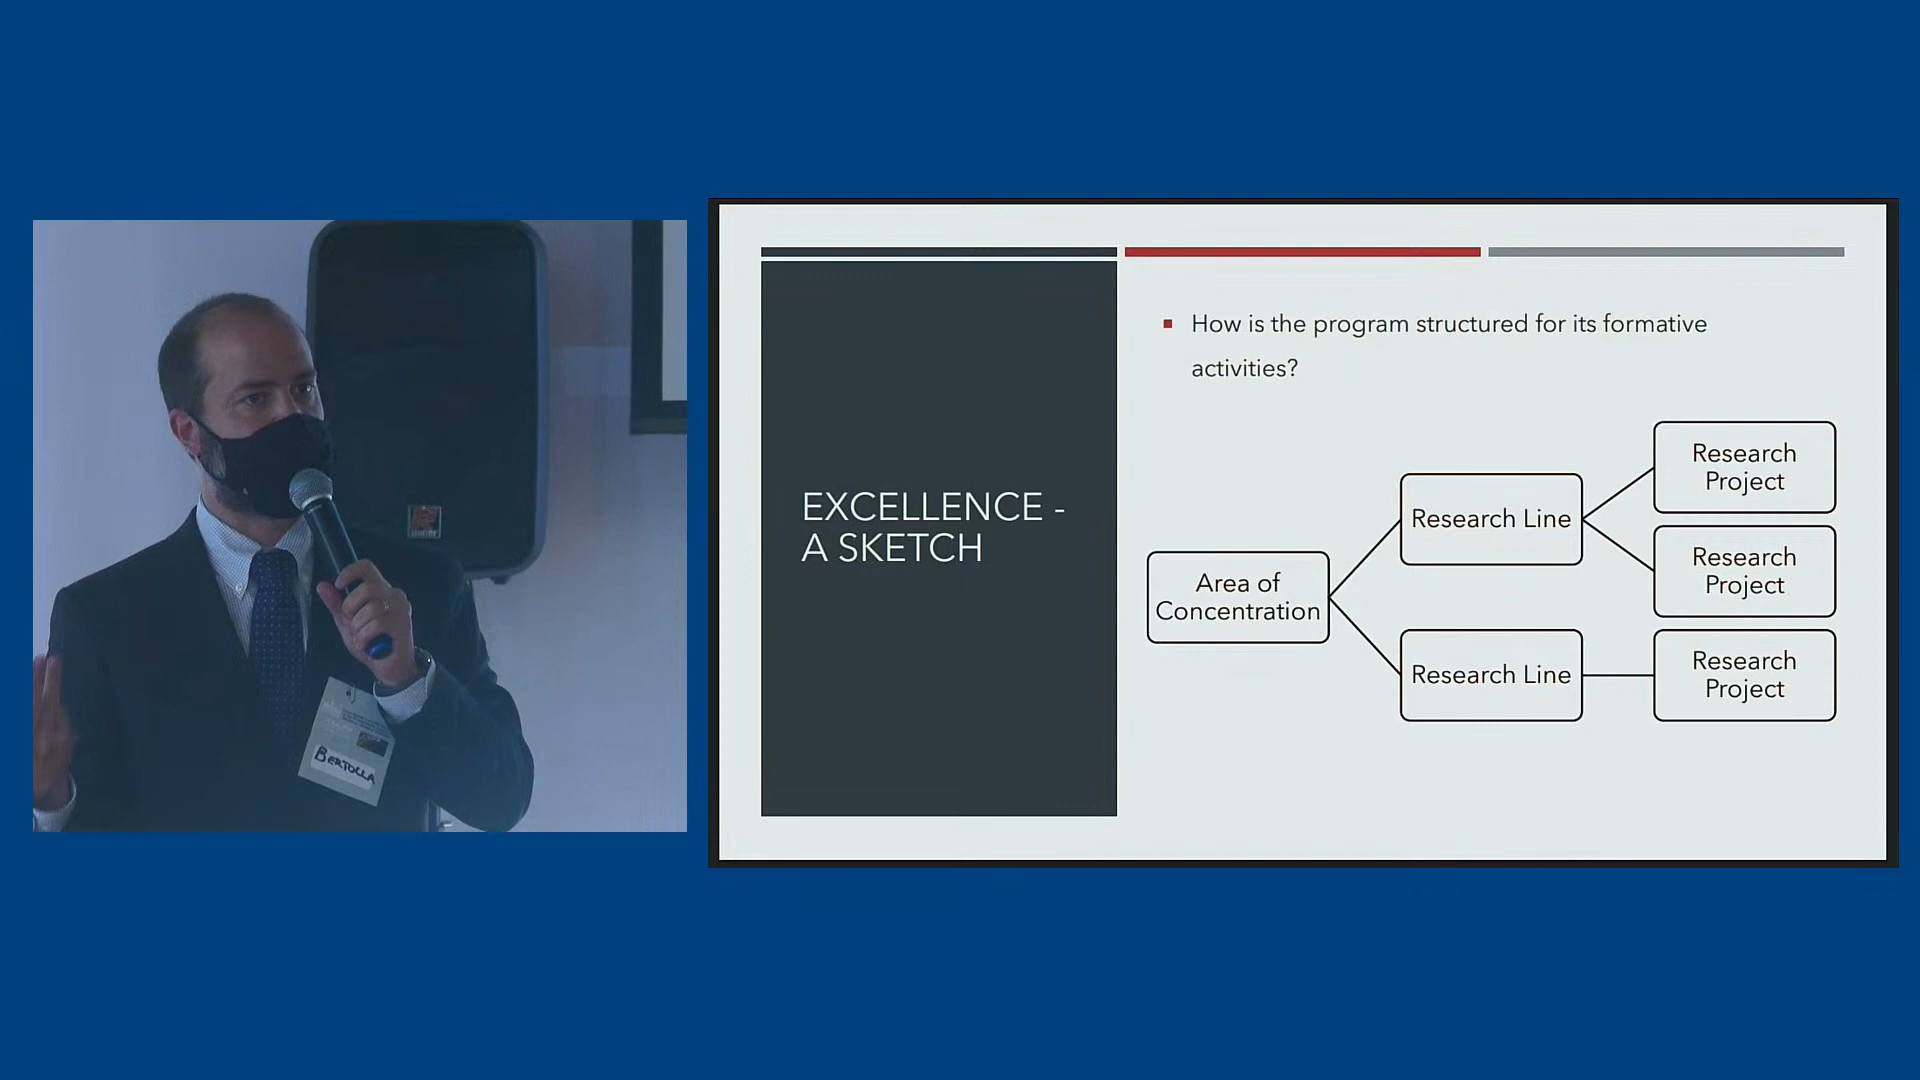 BERTOLLA
EXCELLENCE -
A SKETCH
How is the program structured for its formative
activities?
Area of
Concentration
Research Line
Research Line
Research
Project
Research
Project
Research
Project